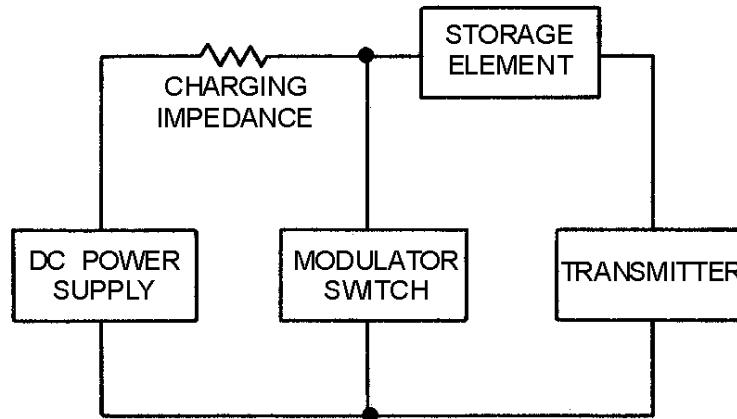 STORAGE
ELEMENT
CHARGING
IMPEDANCE
DC POWER
SUPPLY
MODULATOR
SWITCH
TRANSMITTER